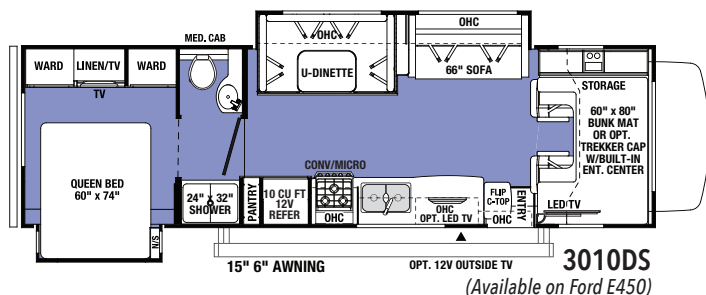 MED. CAB
WARD
LINEN/TV
WARD
TV
OHC
U-DINETTE
OHC
66" SOFA
STORAGE
60" x 80"
BUNK MAT
OR OPT.
TREKKER CAP
W/BUILT-IN
ENT. CENTER
QUEEN BED
60" x 74"
N/S
24" x 32"
SHOWER
PANTRY
10 CU FT
12V
REFER
CONV/MICRO
OHC
OHC
OPT. LED TV
FLIP
C-TOP
OHC
ENTRY
LED/TV
15" 6" AWNING
OPT. 12V OUTSIDE TV
3010DS
(Available on Ford E450)